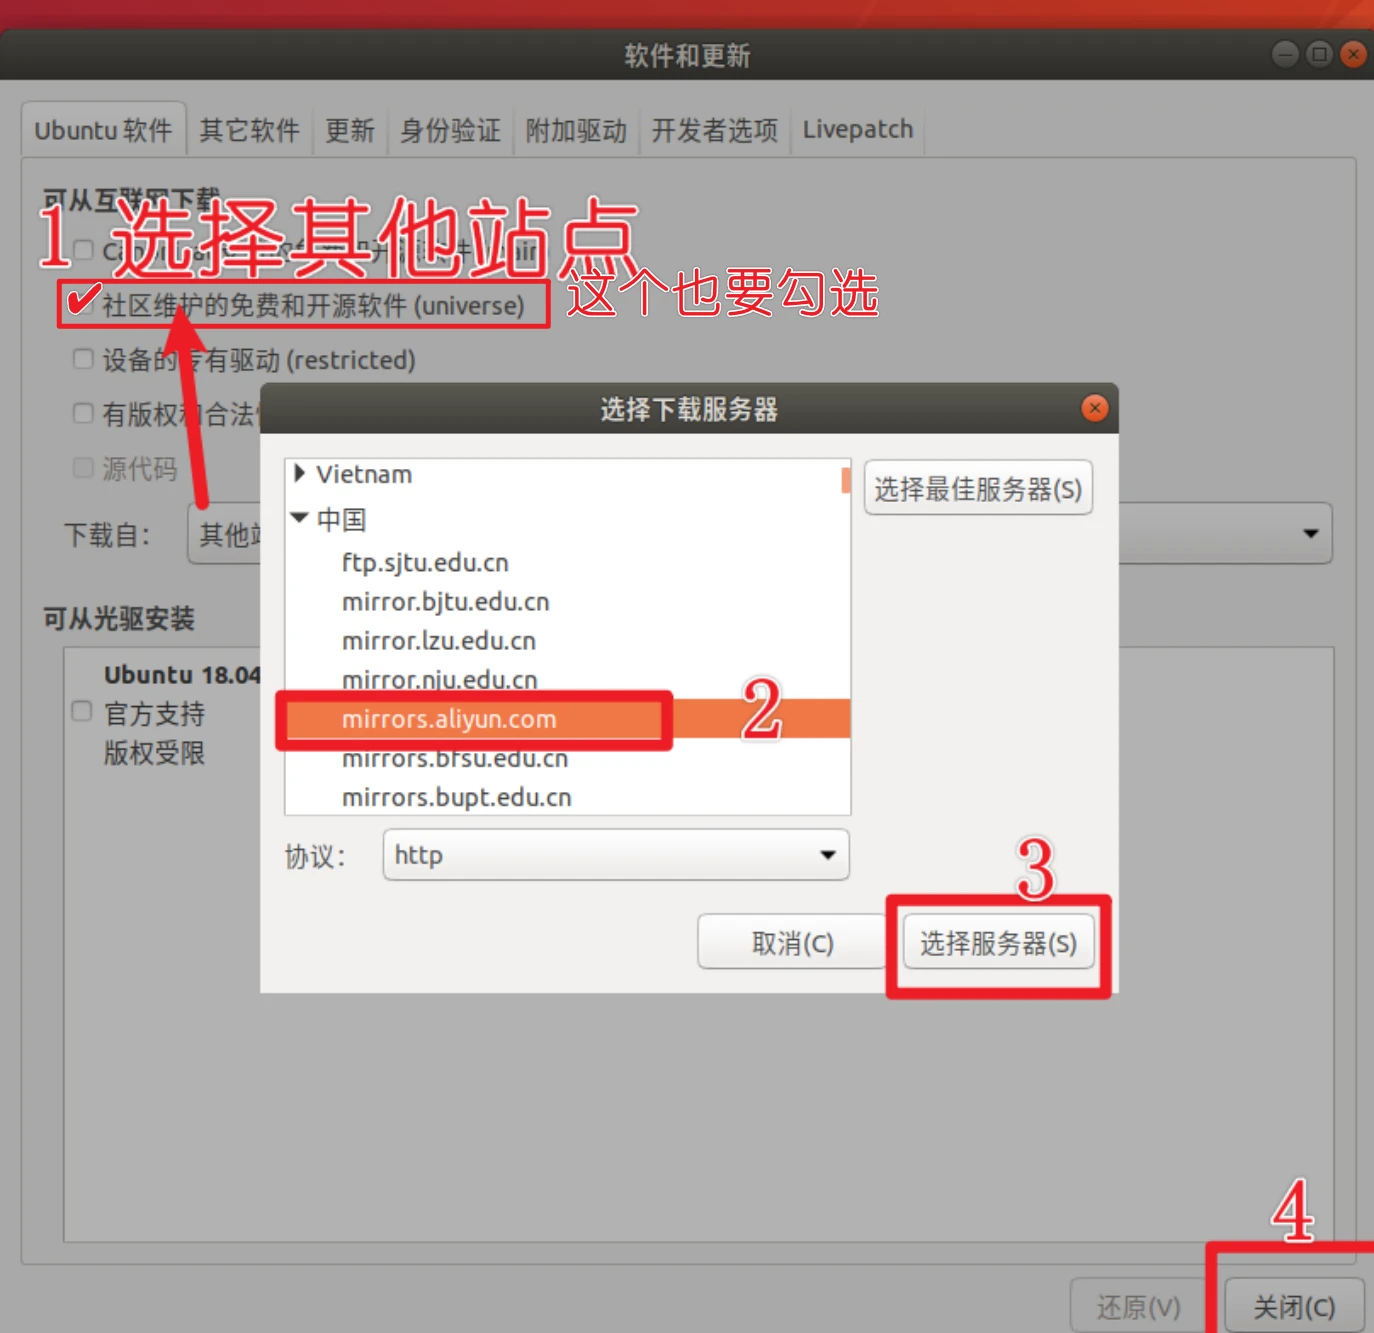 软件和更新
Ubuntu 软件 其它软件 更新 身份验证 附加驱动 开发者选项 Livepatch
可从互联网下载
1 选择其他站点
社区维护的免费和开源软件 (universe) 这个也要勾选
设备的专有驱动 (restricted)
有版权和合法
源代码
下载自： 其他
选择下载服务器
Vietnam
中国
ftp.sjtu.edu.cn
mirror.bjtu.edu.cn
mirror.lzu.edu.cn
mirror.nju.edu.cn
mirrors.aliyun.com 2
mirrors.bfsu.edu.cn
mirrors.bupt.edu.cn
选择最佳服务器(S)
协议： http
3
取消(C) 选择服务器(S)
可从光驱安装
Ubuntu 18.04
官方支持
版权受限
4
还原(V) 关闭(C)